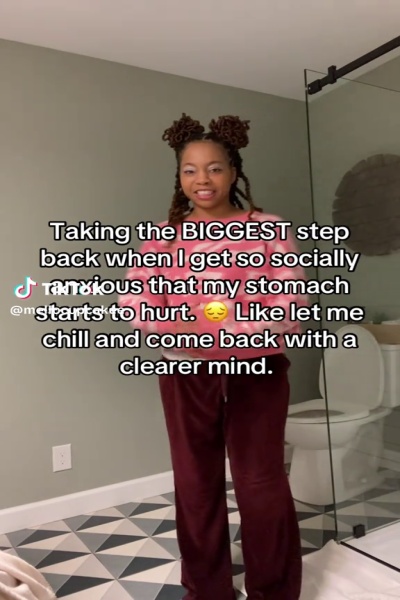 Taking the BIGGEST step
back when I get so socially
anxious that my stomach
starts to hurt. 😔 Like let me
chill and come back with a
clearer mind.
TikTok